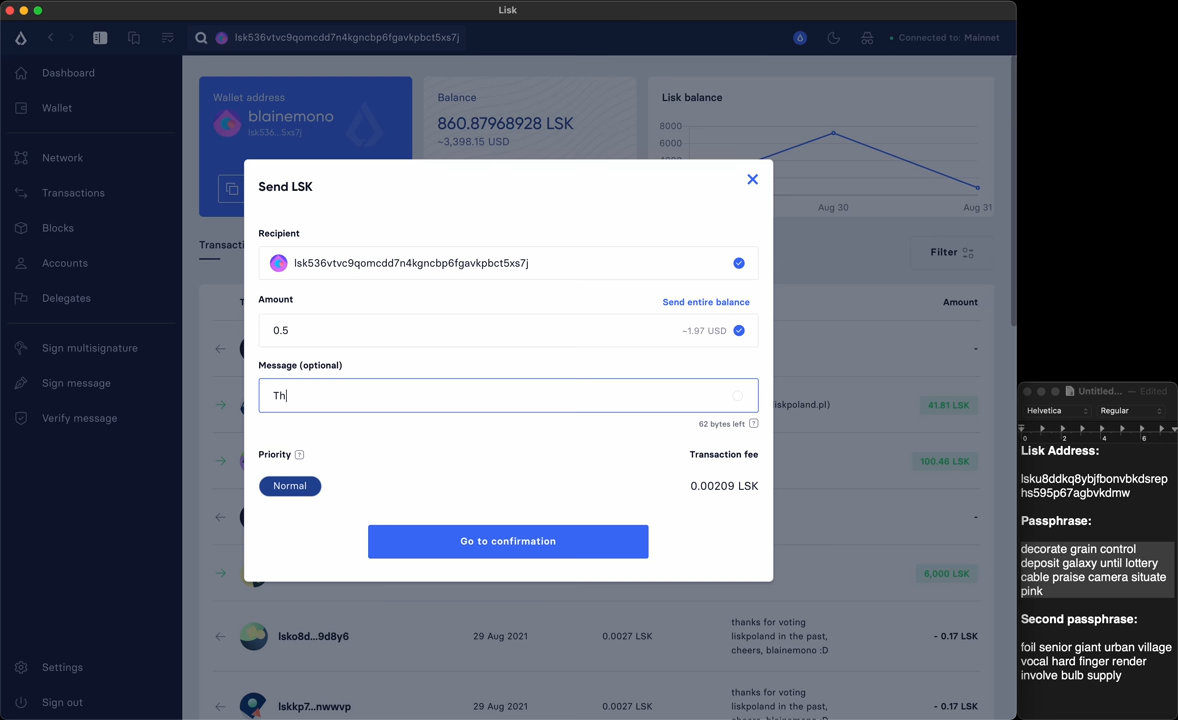 Lisk
lsk536vtvc9qomcdd7n4kgncbp6fgavkpbct5xs7j
Connected to: Mainnet
Dashboard
Wallet
Network
Transactions
Blocks
Accounts
Delegates
Sign multisignature
Sign message
Verify message
Settings
Sign out
Wallet address
blainemono
lsk536...5xs7j
Balance
860.87968928 LSK
~3,398.15 USD
Lisk balance
8000
6000
Aug 30
Aug 31
Filter
Amount
-
liskpoland.pl)
41.81 LSK
100.46 LSK
-
6,000 LSK
lsko8d...9d8y6
29 Aug 2021
0.0027 LSK
thanks for voting
liskpoland in the past,
cheers, blainemono :D
- 0.17 LSK
lskkp7...nwwvp
29 Aug 2021
0.0027 LSK
thanks for voting
liskpoland in the past,
- 0.17 LSK
Send LSK
Recipient
lsk536vtvc9qomcdd7n4kgncbp6fgavkpbct5xs7j
Amount
Send entire balance
0.5
~1.97 USD
Message (optional)
Th
62 bytes left ?
Priority ?
Transaction fee
Normal
0.00209 LSK
Go to confirmation
Untitled... — Edited
Helvetica
Regular
0 2 4 6
Lisk Address:
lsku8ddkq8ybjfbonvbkdsrep
hs595p67agbvkdmw
Passphrase:
decorate grain control
deposit galaxy until lottery
cable praise camera situate
pink
Second passphrase:
foil senior giant urban village
vocal hard finger render
involve bulb supply